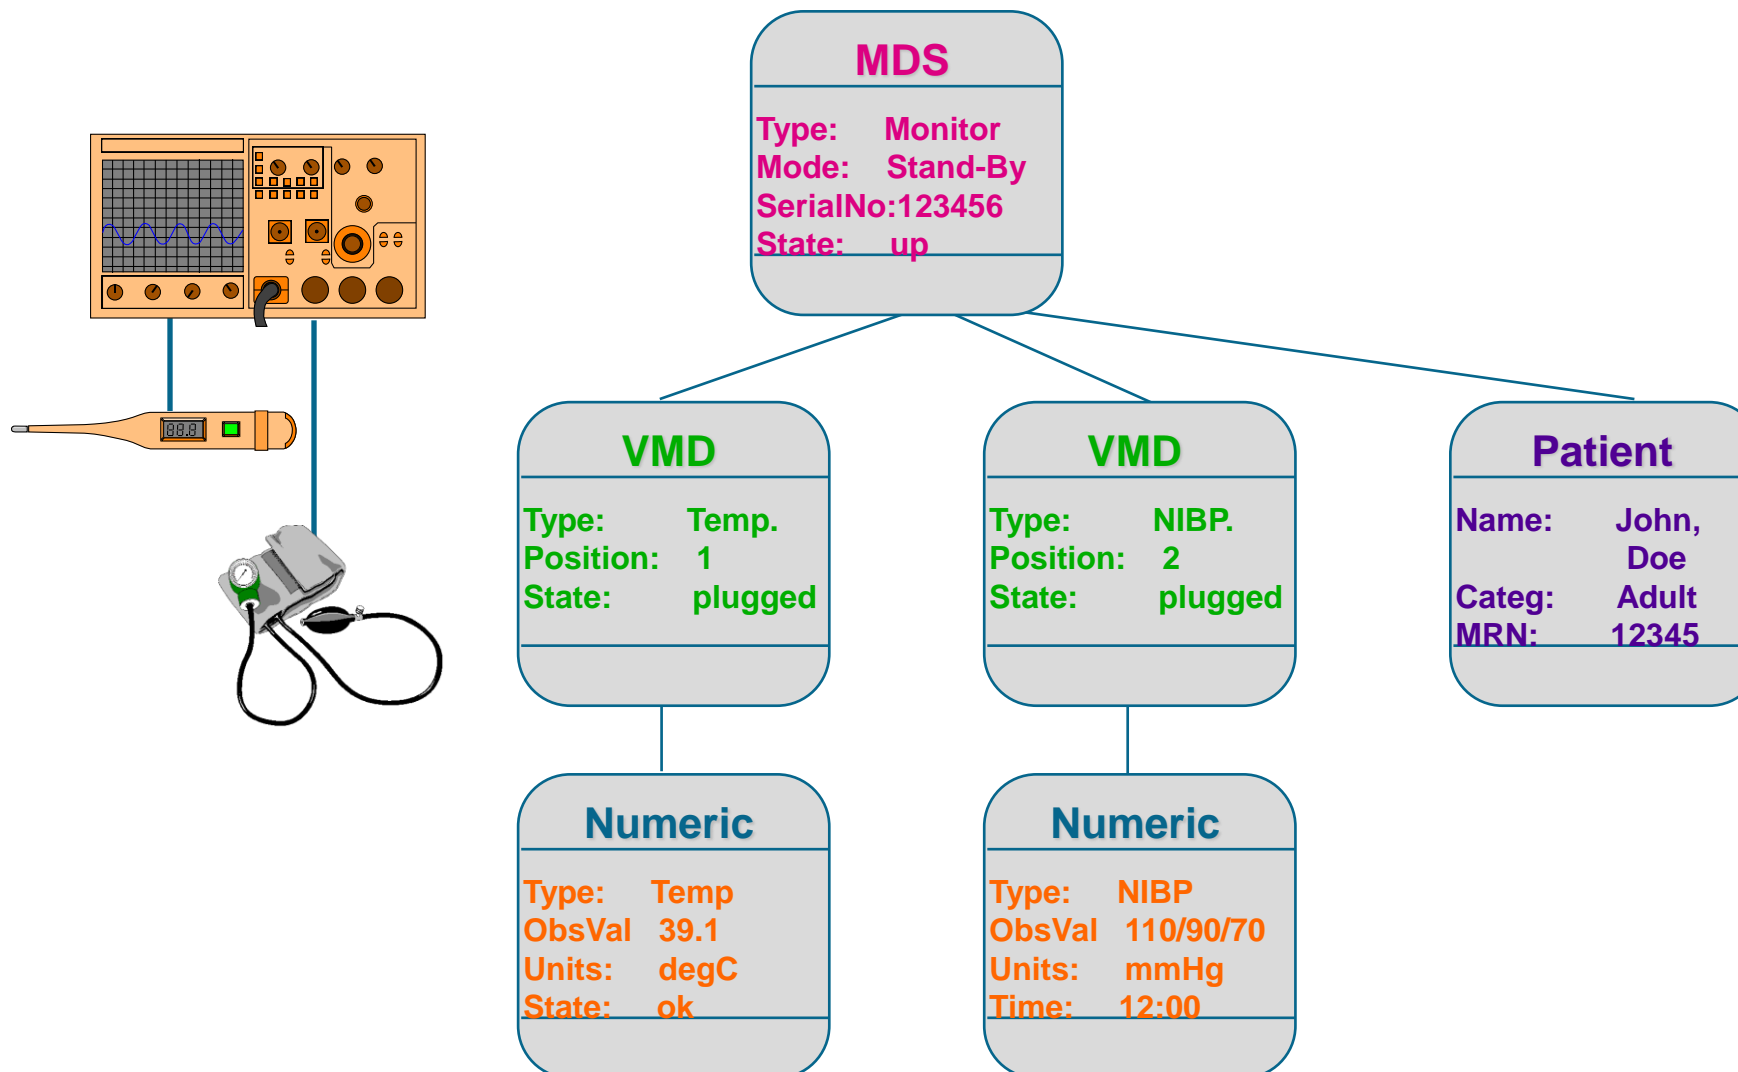 MDS
Type: Monitor
Mode: Stand-By
SerialNo:123456
State: up
VMD
Type: Temp.
Position: 1
State: plugged
VMD
Type: NIBP.
Position: 2
State: plugged
Patient
Name: John,
Doe
Categ: Adult
MRN: 12345
Numeric
Type: Temp
ObsVal 39.1
Units: degC
State: ok
Numeric
Type: NIBP
ObsVal 110/90/70
Units: mmHg
Time: 12:00
88.8